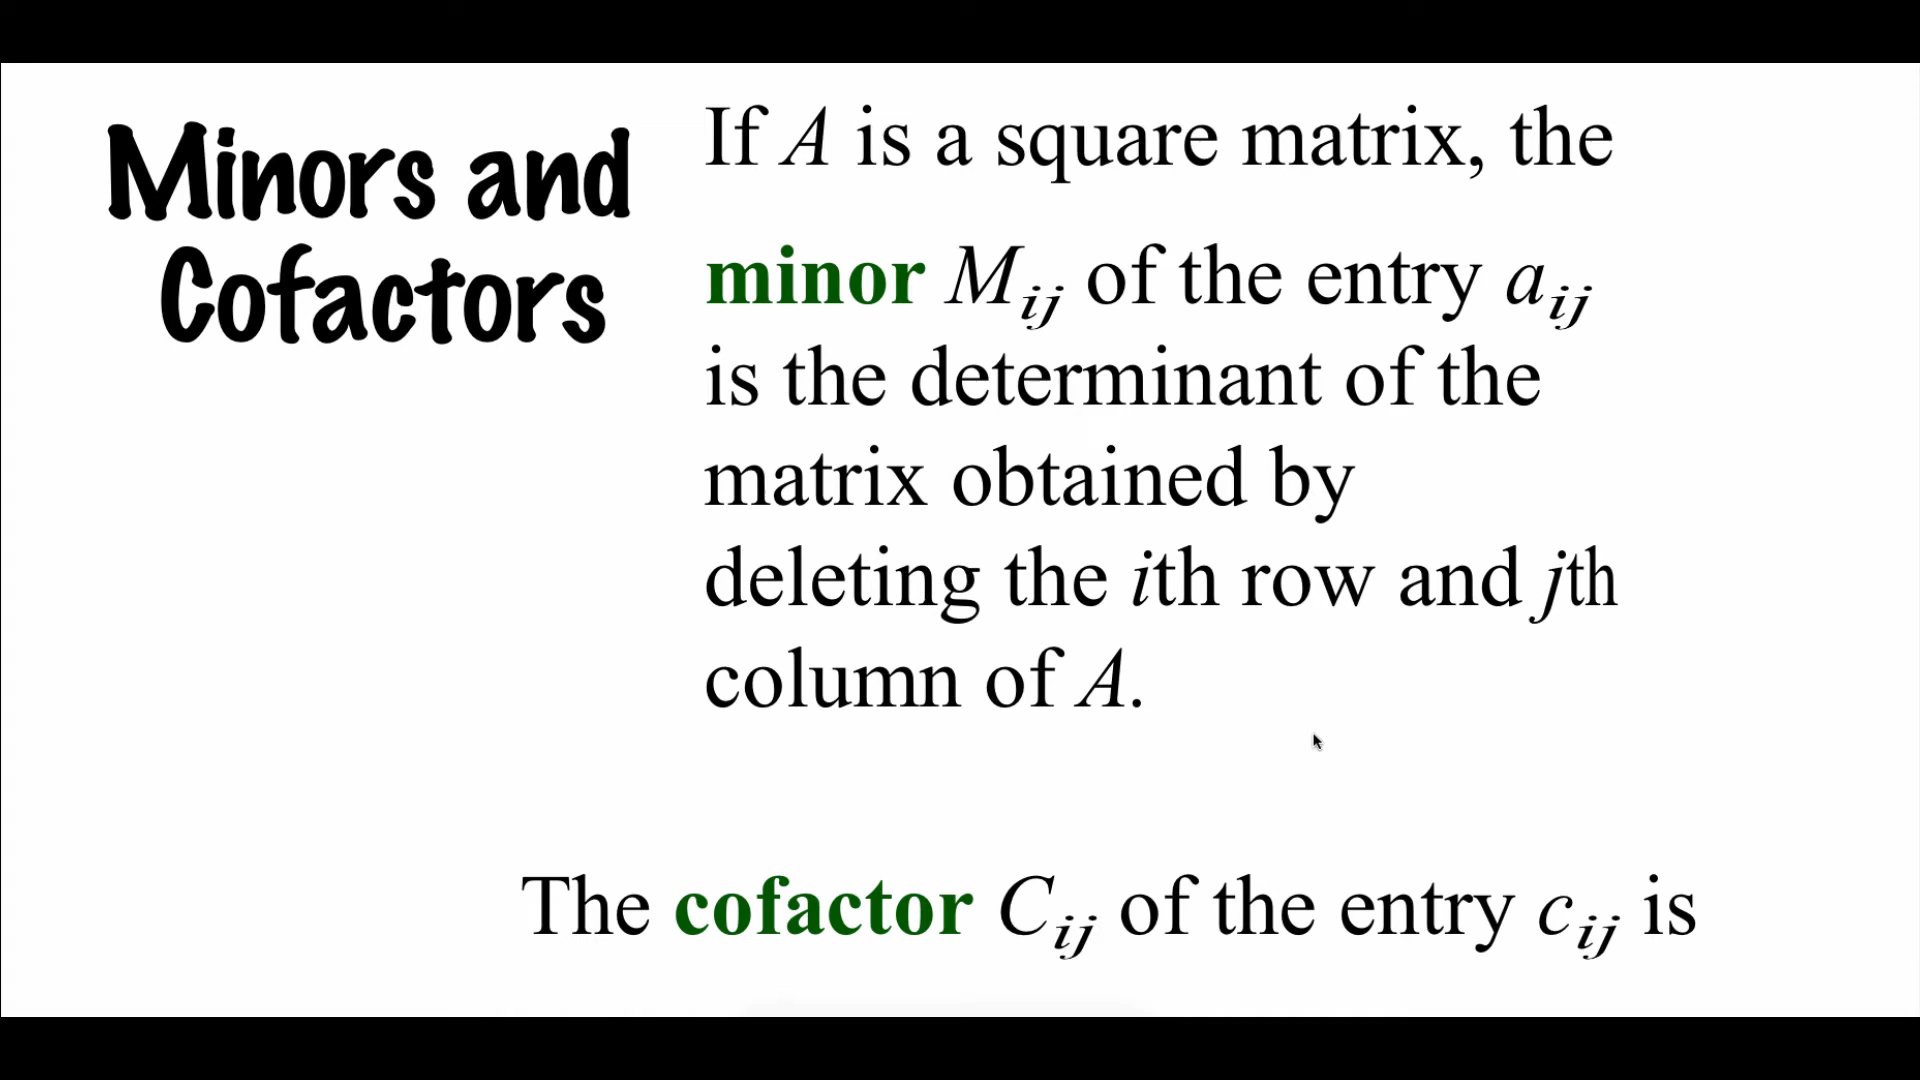 Minors and
Cofactors
If A is a square matrix, the
minor Mij of the entry aij
is the determinant of the
matrix obtained by
deleting the ith row and jth
column of A.
The cofactor Cij of the entry cij is